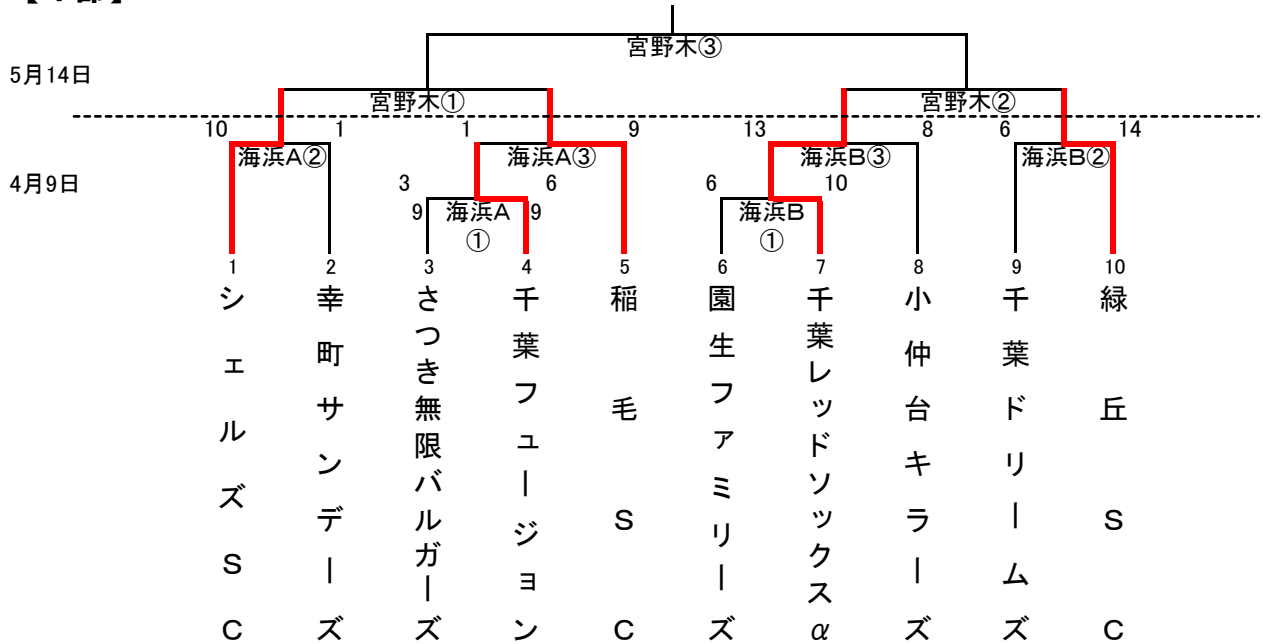 宮野木③
5月14日
宮野木① 宮野木②
10 1 1 9 13 8 6 14
海浜A② 海浜A③ 海浜B③ 海浜B②
4月9日 3 6 6 10
9 海浜A 9 海浜B
① ①
1 2 3 4 5 6 7 8 9 10
シェルズSC
幸町サンデーズ
さつき無限バルガーズ
千葉フュージョン
稲毛SC
園生ファミリーズ
千葉レッドソックスα
小仲台キラーズ
千葉ドリームズ
緑丘SC